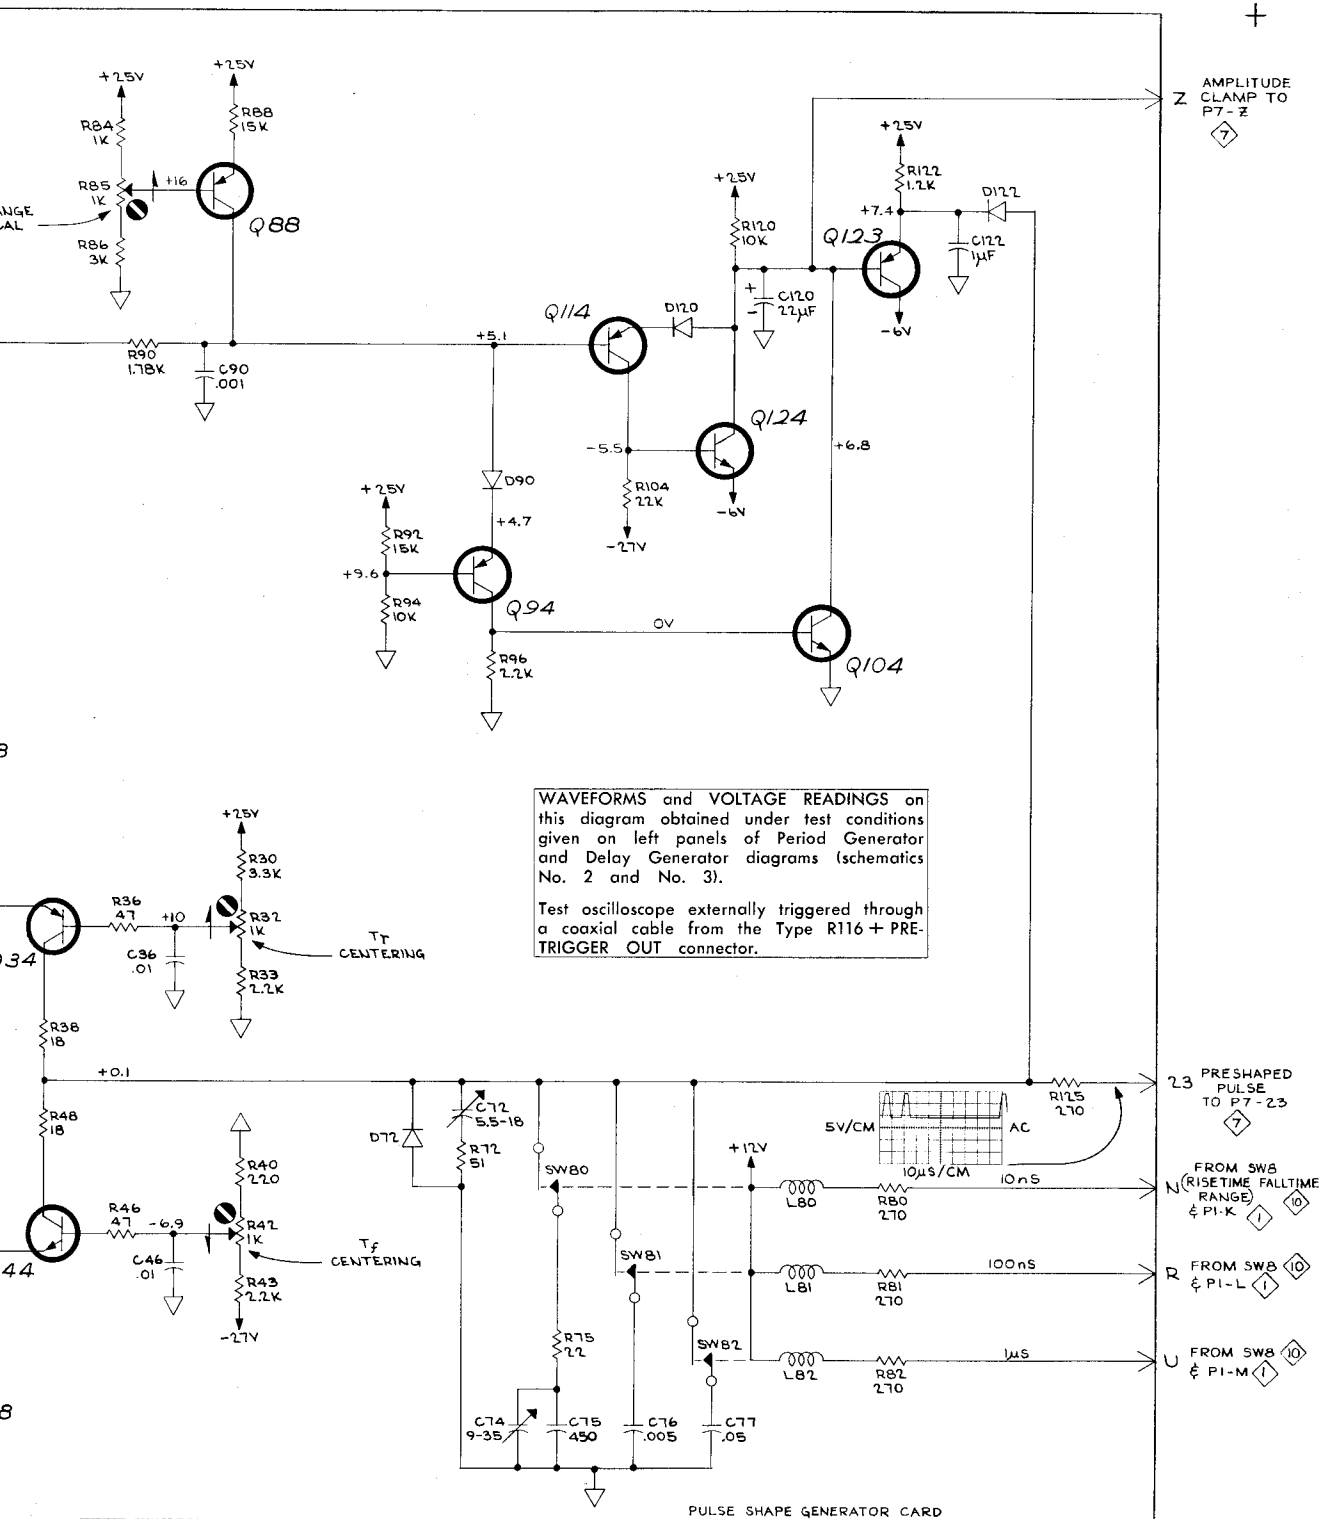 +25V
R84
1K
R85
1K
+16
ANGE
CAL
R86
3K
+25V
R88
15K
Q88
R90
1.78K
C90
.001
+5.1
Q114
D120
+25V
R120
10K
+
-
C120
22µF
Q123
+25V
R122
1.2K
+7.4
D122
C122
1µF
-6V
Z
AMPLITUDE
CLAMP TO
P7-Z
7
Q124
-5.5
R104
22K
-27V
-6V
+6.8
D90
+4.7
+25V
R92
15K
+9.6
R94
10K
Q94
0V
R96
2.2K
Q104
WAVEFORMS and VOLTAGE READINGS on
this diagram obtained under test conditions
given on left panels of Period Generator
and Delay Generator diagrams (schematics
No. 2 and No. 3).
Test oscilloscope externally triggered through
a coaxial cable from the Type R116 + PRE-
TRIGGER OUT connector.
8
+25V
R30
3.3K
R36
47
+10
R32
1K
C36
.01
R33
2.2K
Tr
CENTERING
Q34
R38
18
+0.1
R48
18
R40
220
R46
47
-6.9
R42
1K
C46
.01
R43
2.2K
-27V
Tf
CENTERING
44
8
D72
C72
5.5-18
R72
51
SW80
SW81
SW82
R75
22
C74
9-35
C75
450
C76
.005
C77
.05
+12V
5V/CM
AC
10µS/CM
R125
270
23
PRESHAPED
PULSE
TO P7-23
7
L80
R80
270
10nS
N
FROM SW8
(RISETIME FALLTIME
RANGE)
& P1-K
1
10
L81
R81
270
100nS
R
FROM SW8 10
& P1-L 1
L82
R82
270
1µS
U
FROM SW8 10
& P1-M 1
PULSE SHAPE GENERATOR CARD